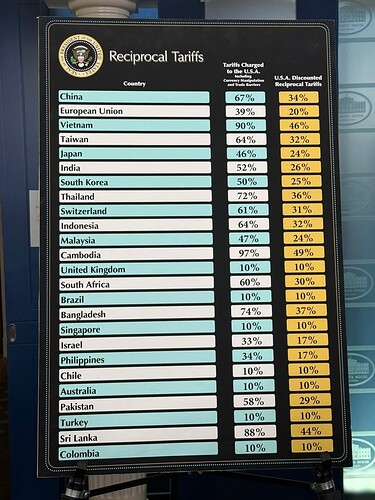 Reciprocal Tariffs
Country
Tariffs Charged
to the U.S.A.
Including
Currency Manipulation
and Trade Barriers
U.S.A. Discounted
Reciprocal Tariffs
China 67% 34%
European Union 39% 20%
Vietnam 90% 46%
Taiwan 64% 32%
Japan 46% 24%
India 52% 26%
South Korea 50% 25%
Thailand 72% 36%
Switzerland 61% 31%
Indonesia 64% 32%
Malaysia 47% 24%
Cambodia 97% 49%
United Kingdom 10% 10%
South Africa 60% 30%
Brazil 10% 10%
Bangladesh 74% 37%
Singapore 10% 10%
Israel 33% 17%
Philippines 34% 17%
Chile 10% 10%
Australia 10% 10%
Pakistan 58% 29%
Turkey 10% 10%
Sri Lanka 88% 44%
Colombia 10% 10%